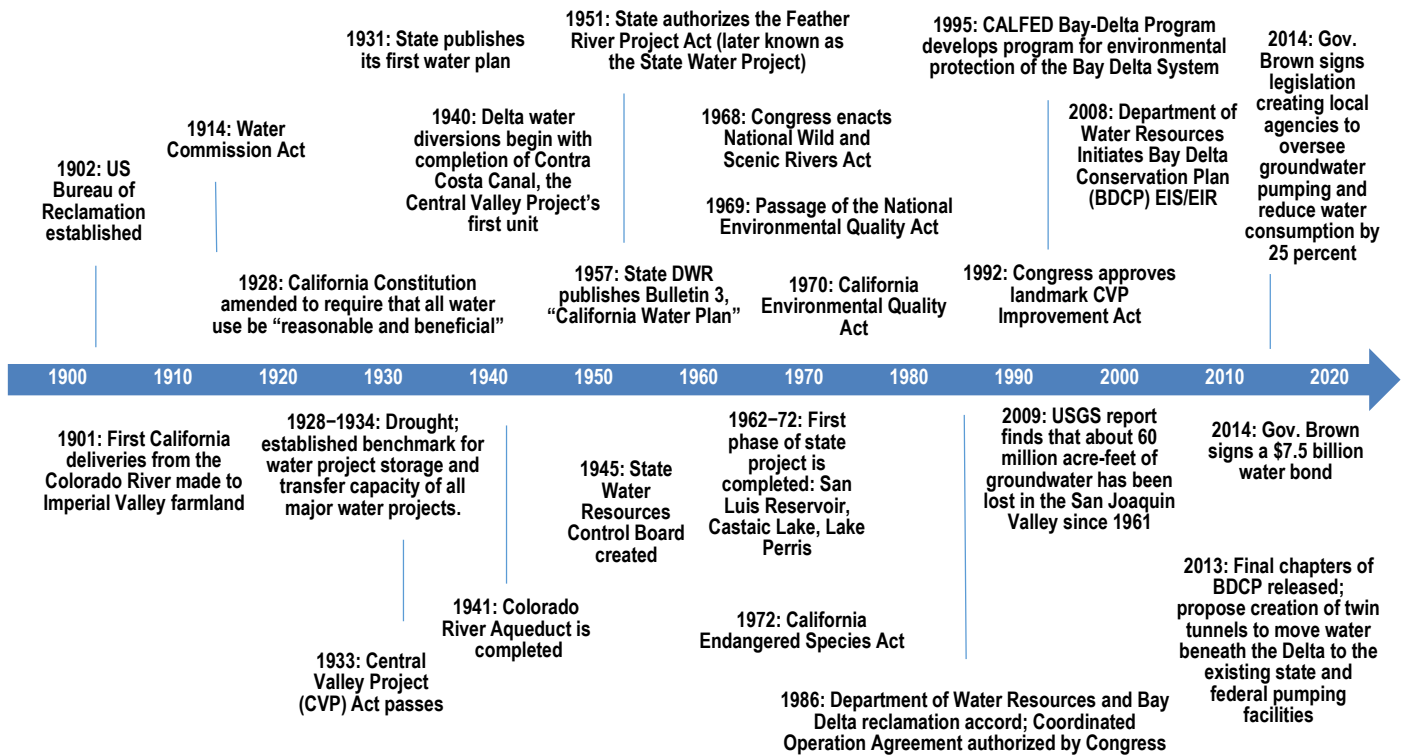 1931: State publishes
its first water plan
1951: State authorizes the Feather
River Project Act (later known as
the State Water Project)
1995: CALFED Bay-Delta Program
develops program for environmental
protection of the Bay Delta System
2014: Gov.
Brown signs
legislation
creating local
agencies to
oversee
groundwater
pumping and
reduce water
consumption by
25 percent
1902: US
Bureau of
Reclamation
established
1914: Water
Commission Act
1940: Delta water
diversions begin with
completion of Contra
Costa Canal, the
Central Valley Project’s
first unit
1968: Congress enacts
National Wild and
Scenic Rivers Act
2008: Department of
Water Resources
Initiates Bay Delta
Conservation Plan
(BDCP) EIS/EIR
1969: Passage of the National
Environmental Quality Act
1928: California Constitution
amended to require that all water
use be “reasonable and beneficial”
1957: State DWR
publishes Bulletin 3,
“California Water Plan”
1970: California
Environmental Quality
Act
1992: Congress approves
landmark CVP
Improvement Act
1900 1910 1920 1930 1940 1950 1960 1970 1980 1990 2000 2010 2020
1901: First California
deliveries from the
Colorado River made to
Imperial Valley farmland
1928–1934: Drought;
established benchmark for
water project storage and
transfer capacity of all
major water projects.
1945: State
Water
Resources
Control Board
created
1962–72: First
phase of state
project is
completed: San
Luis Reservoir,
Castaic Lake, Lake
Perris
2009: USGS report
finds that about 60
million acre-feet of
groundwater has been
lost in the San Joaquin
Valley since 1961
2014: Gov. Brown
signs a $7.5 billion
water bond
1933: Central
Valley Project
(CVP) Act passes
1941: Colorado
River Aqueduct is
completed
1972: California
Endangered Species Act
1986: Department of Water Resources and Bay
Delta reclamation accord; Coordinated
Operation Agreement authorized by Congress
2013: Final chapters of
BDCP released;
propose creation of twin
tunnels to move water
beneath the Delta to the
existing state and
federal pumping
facilities